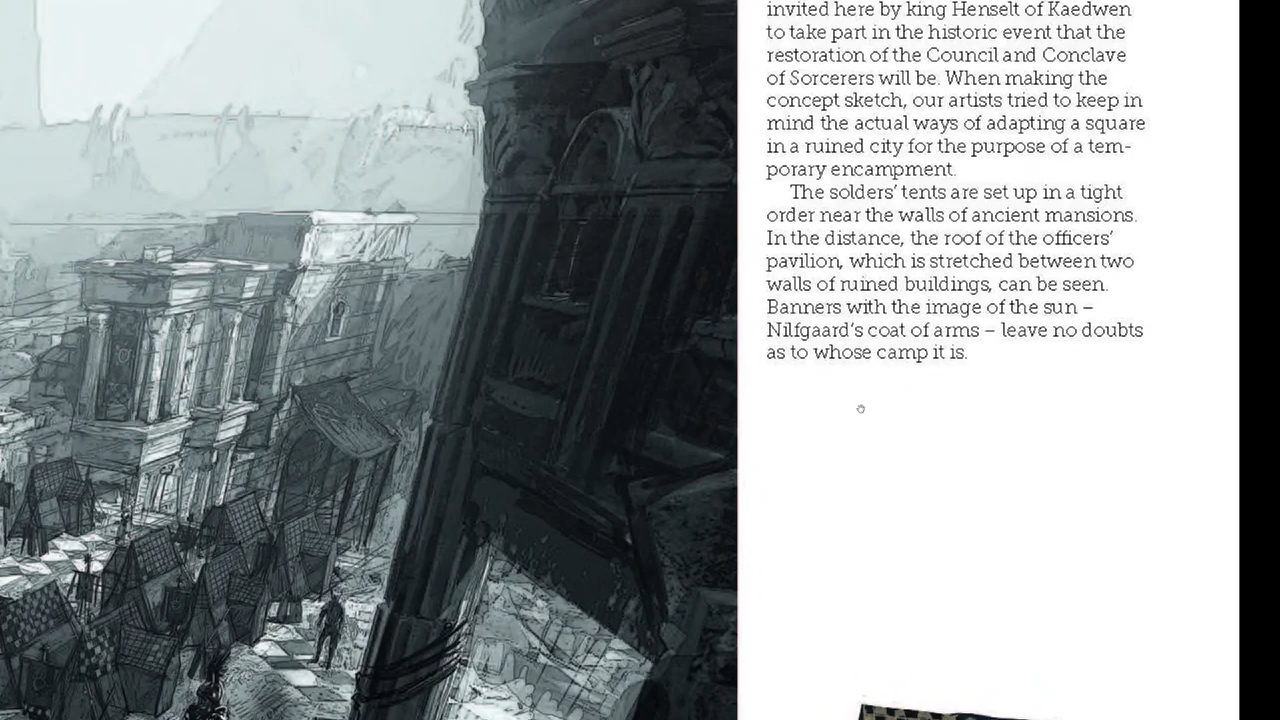 invited here by king Henselt of Kaedwen
to take part in the historic event that the
restoration of the Council and Conclave
of Sorcerers will be. When making the
concept sketch, our artists tried to keep in
mind the actual ways of adapting a square
in a ruined city for the purpose of a tem-
porary encampment.
The solders' tents are set up in a tight
order near the walls of ancient mansions.
In the distance, the roof of the officers'
pavilion, which is stretched between two
walls of ruined buildings, can be seen.
Banners with the image of the sun –
Nilfgaard's coat of arms – leave no doubts
as to whose camp it is.